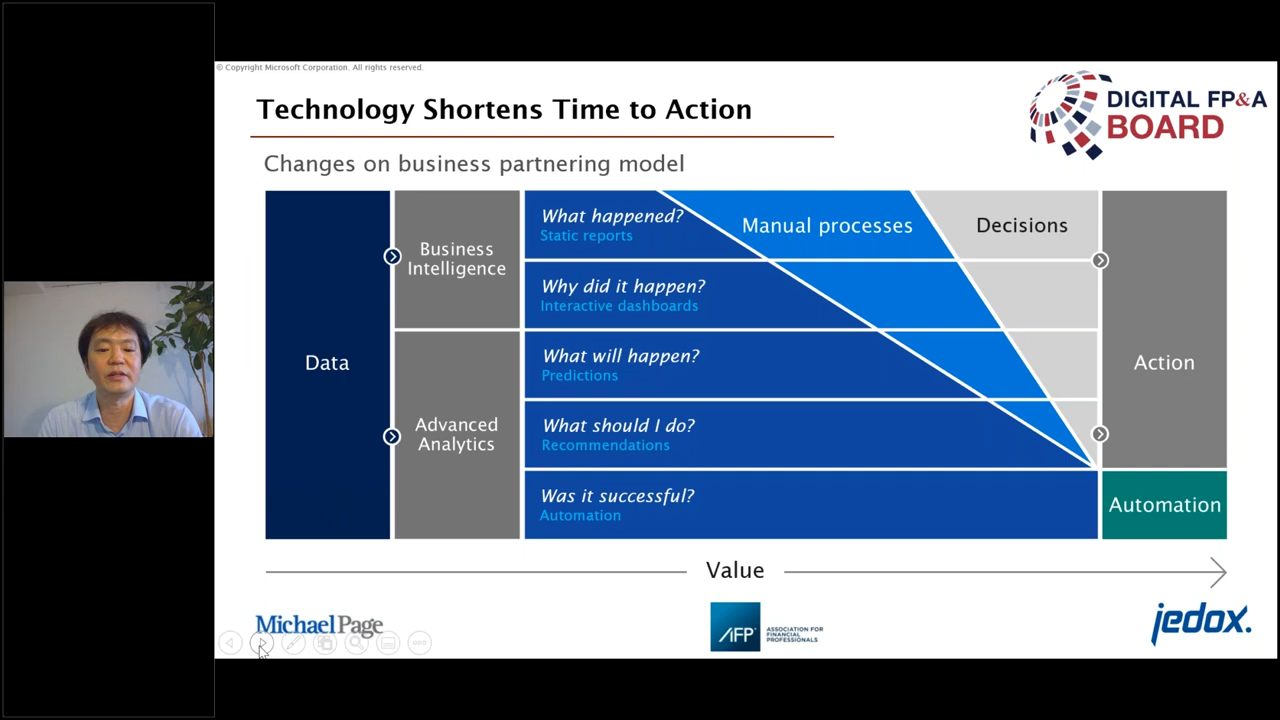 © Copyright Microsoft Corporation. All rights reserved.
Technology Shortens Time to Action
DIGITAL FP&A
BOARD
Changes on business partnering model
Data
Business
Intelligence
Advanced
Analytics
What happened?
Static reports
Manual processes
Decisions
Why did it happen?
Interactive dashboards
What will happen?
Predictions
What should I do?
Recommendations
Was it successful?
Automation
Action
Automation
Value
MichaelPage
AFP
ASSOCIATION FOR
FINANCIAL
PROFESSIONALS
jedox.